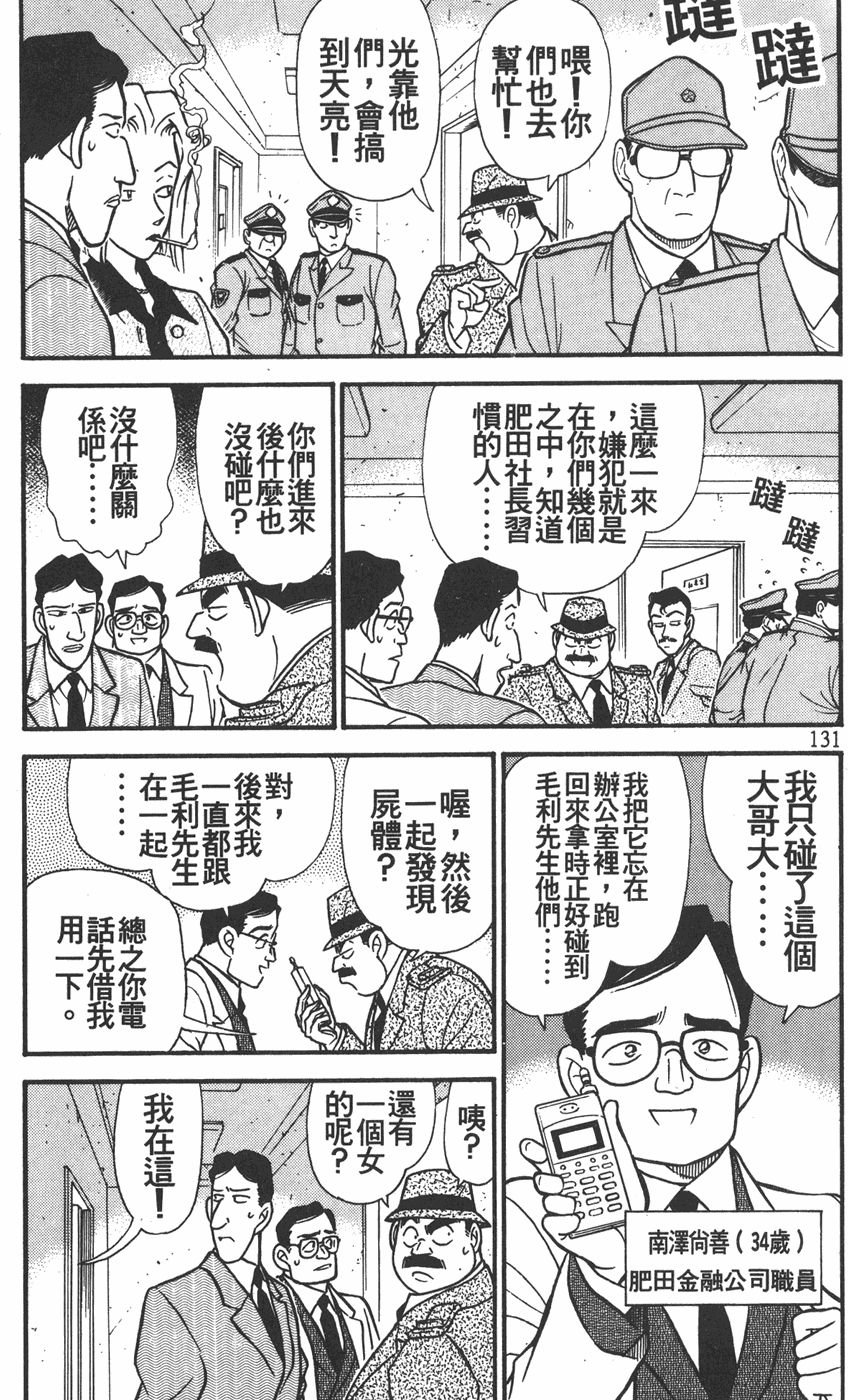 躂
躂
喂！你
們也去
幫忙！
光靠他
們，會搞
到天亮！
這麼一來
，嫌犯就是
在你們幾個
之中，知道
肥田社長習
慣的人……
躂
躂
你們進來
後什麼也
沒碰吧？
沒什麼關
係吧……
131
我只碰了這個
大哥大……
我把它忘在
辦公室裡，跑
回來拿時正好碰到
毛利先生他們……
南澤尙善（34歲）
肥田金融公司職員
喔，然後
一起發現
屍體？
對，
後來我
一直都跟
毛利先生
在一起
……
總之你電
話先借我
用一下。
咦？
還有
一個女
的呢？
我在這！